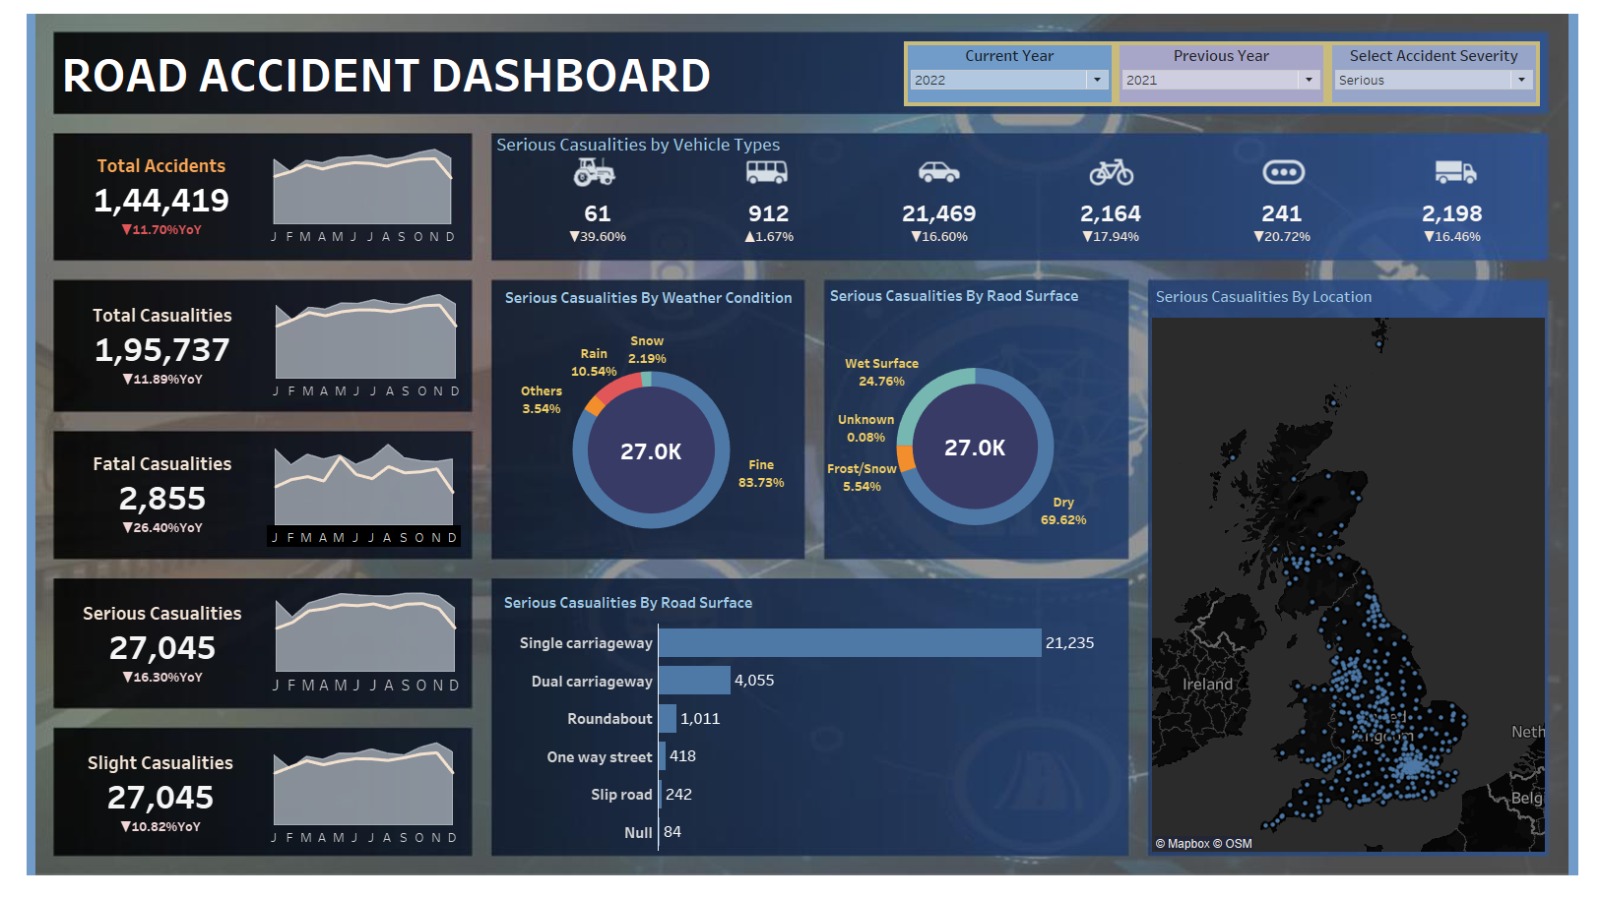 ROAD ACCIDENT DASHBOARD
Current Year
2022
Previous Year
2021
Select Accident Severity
Serious
Total Accidents
1,44,419
▼11.70%YoY
J F M A M J J A S O N D
Serious Casualities by Vehicle Types
61
▼39.60%
912
▲1.67%
21,469
▼16.60%
2,164
▼17.94%
241
▼20.72%
2,198
▼16.46%
Total Casualities
1,95,737
▼11.89%YoY
J F M A M J J A S O N D
Fatal Casualities
2,855
▼26.40%YoY
J F M A M J J A S O N D
Serious Casualities
27,045
▼16.30%YoY
J F M A M J J A S O N D
Slight Casualities
27,045
▼10.82%YoY
J F M A M J J A S O N D
Serious Casualities By Weather Condition
Snow
2.19%
Rain
10.54%
Others
3.54%
27.0K
Fine
83.73%
Serious Casualities By Raod Surface
Wet Surface
24.76%
Unknown
0.08%
Frost/Snow
5.54%
27.0K
Dry
69.62%
Serious Casualities By Road Surface
Single carriageway 21,235
Dual carriageway 4,055
Roundabout 1,011
One way street 418
Slip road 242
Null 84
Serious Casualities By Location
Ireland
Neth
Belg
© Mapbox © OSM